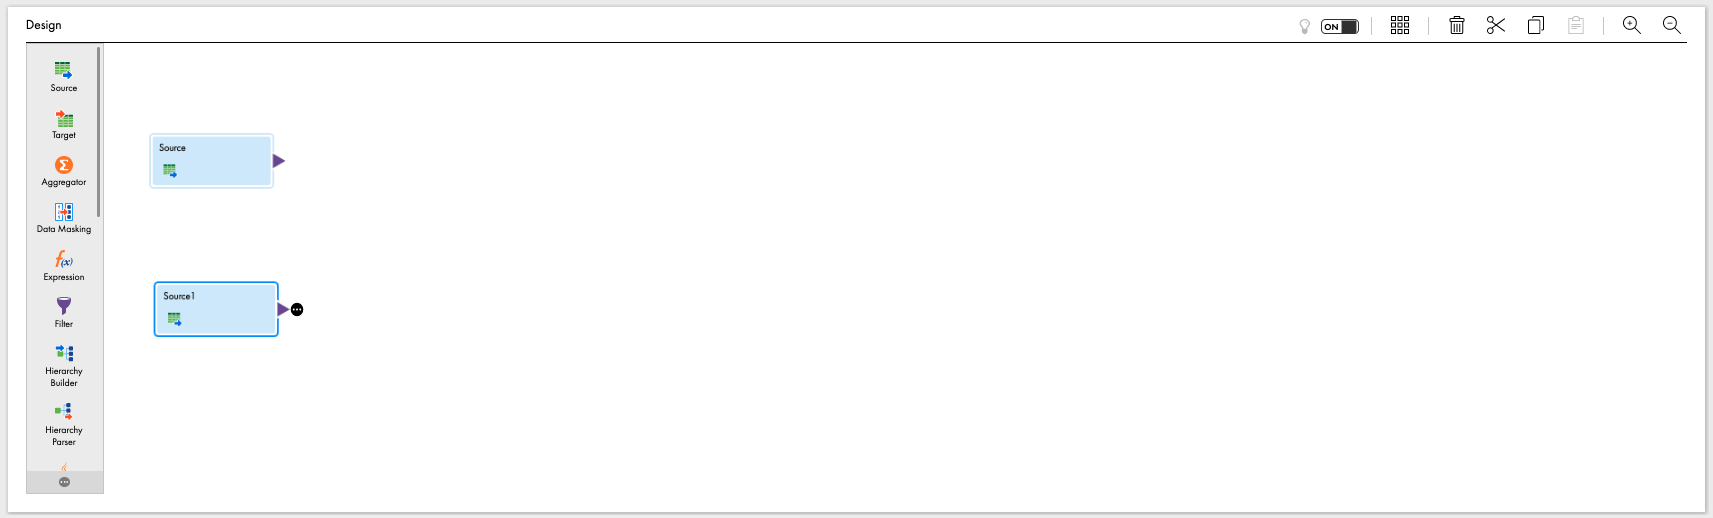 Design
ON
Source
Target
Aggregator
Data Masking
Expression
Filter
Hierarchy
Builder
Hierarchy
Parser
Source
Source1